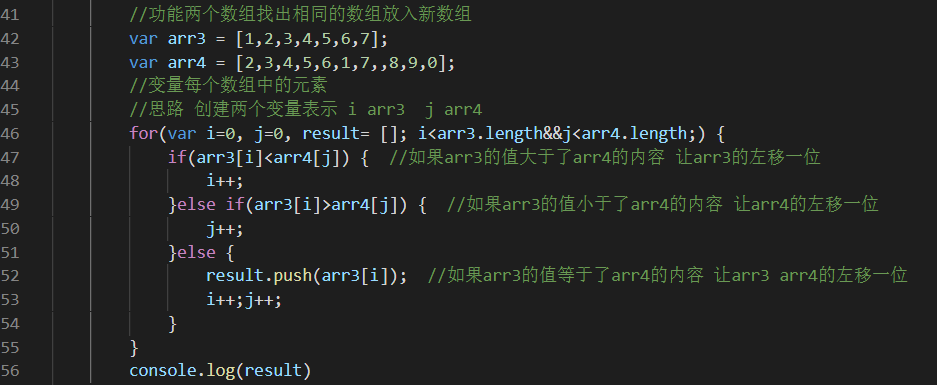 41 //功能两个数组找出相同的数组放入新数组
42 var arr3 = [1,2,3,4,5,6,7];
43 var arr4 = [2,3,4,5,6,1,7,,8,9,0];
44 //变量每个数组中的元素
45 //思路 创建两个变量表示 i arr3  j arr4
46 for(var i=0, j=0, result= []; i<arr3.length&&j<arr4.length;) {
47     if(arr3[i]<arr4[j]) {  //如果arr3的值大于了arr4的内容 让arr3的左移一位
48         i++;
49     }else if(arr3[i]>arr4[j]) {  //如果arr3的值小于了arr4的内容 让arr4的左移一位
50         j++;
51     }else {
52         result.push(arr3[i]);  //如果arr3的值等于了arr4的内容 让arr3 arr4的左移一位
53         i++;j++;
54     }
55 }
56 console.log(result)